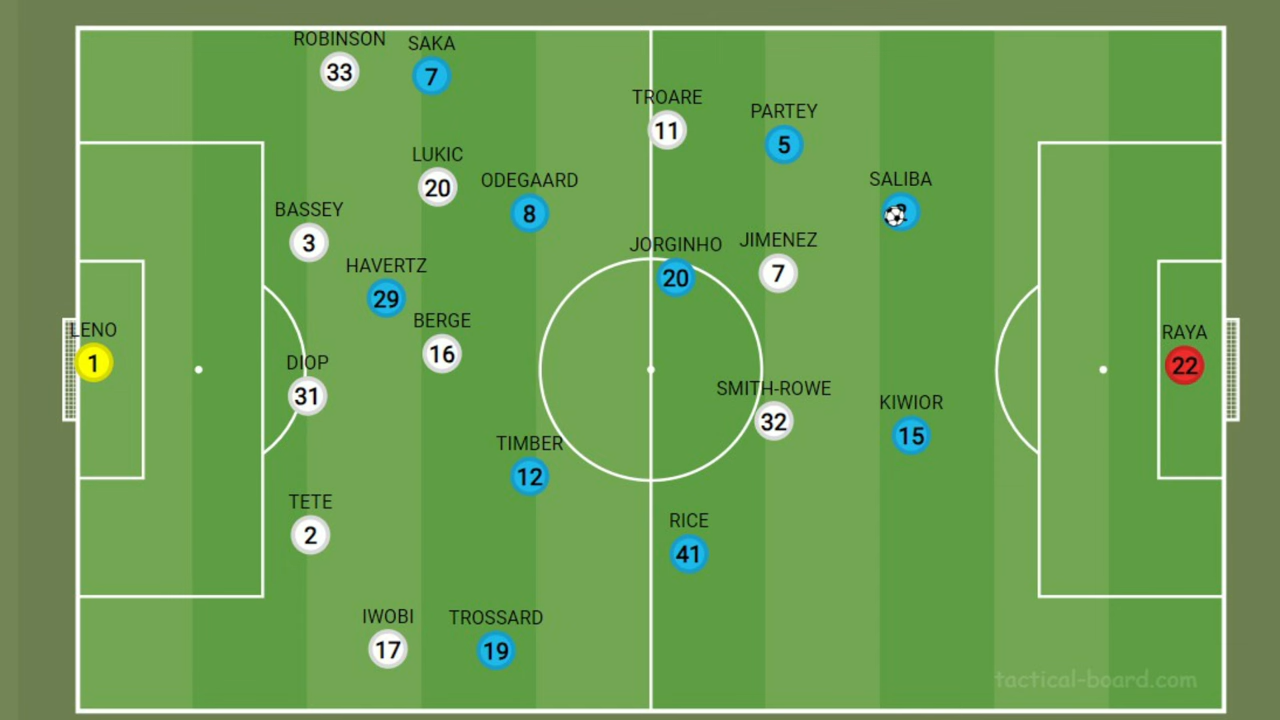 ROBINSON
33
SAKA
7
TROARE
11
PARTEY
5
LUKIC
20
ODEGAARD
8
SALIBA
BASSEY
3
JORGINHO
20
JIMENEZ
7
HAVERTZ
29
BERGE
16
LENO
1
RAYA
22
DIOP
31
SMITH-ROWE
32
KIWIOR
15
TIMBER
12
TETE
2
RICE
41
IWOBI
17
TROSSARD
19
tactical-board.com